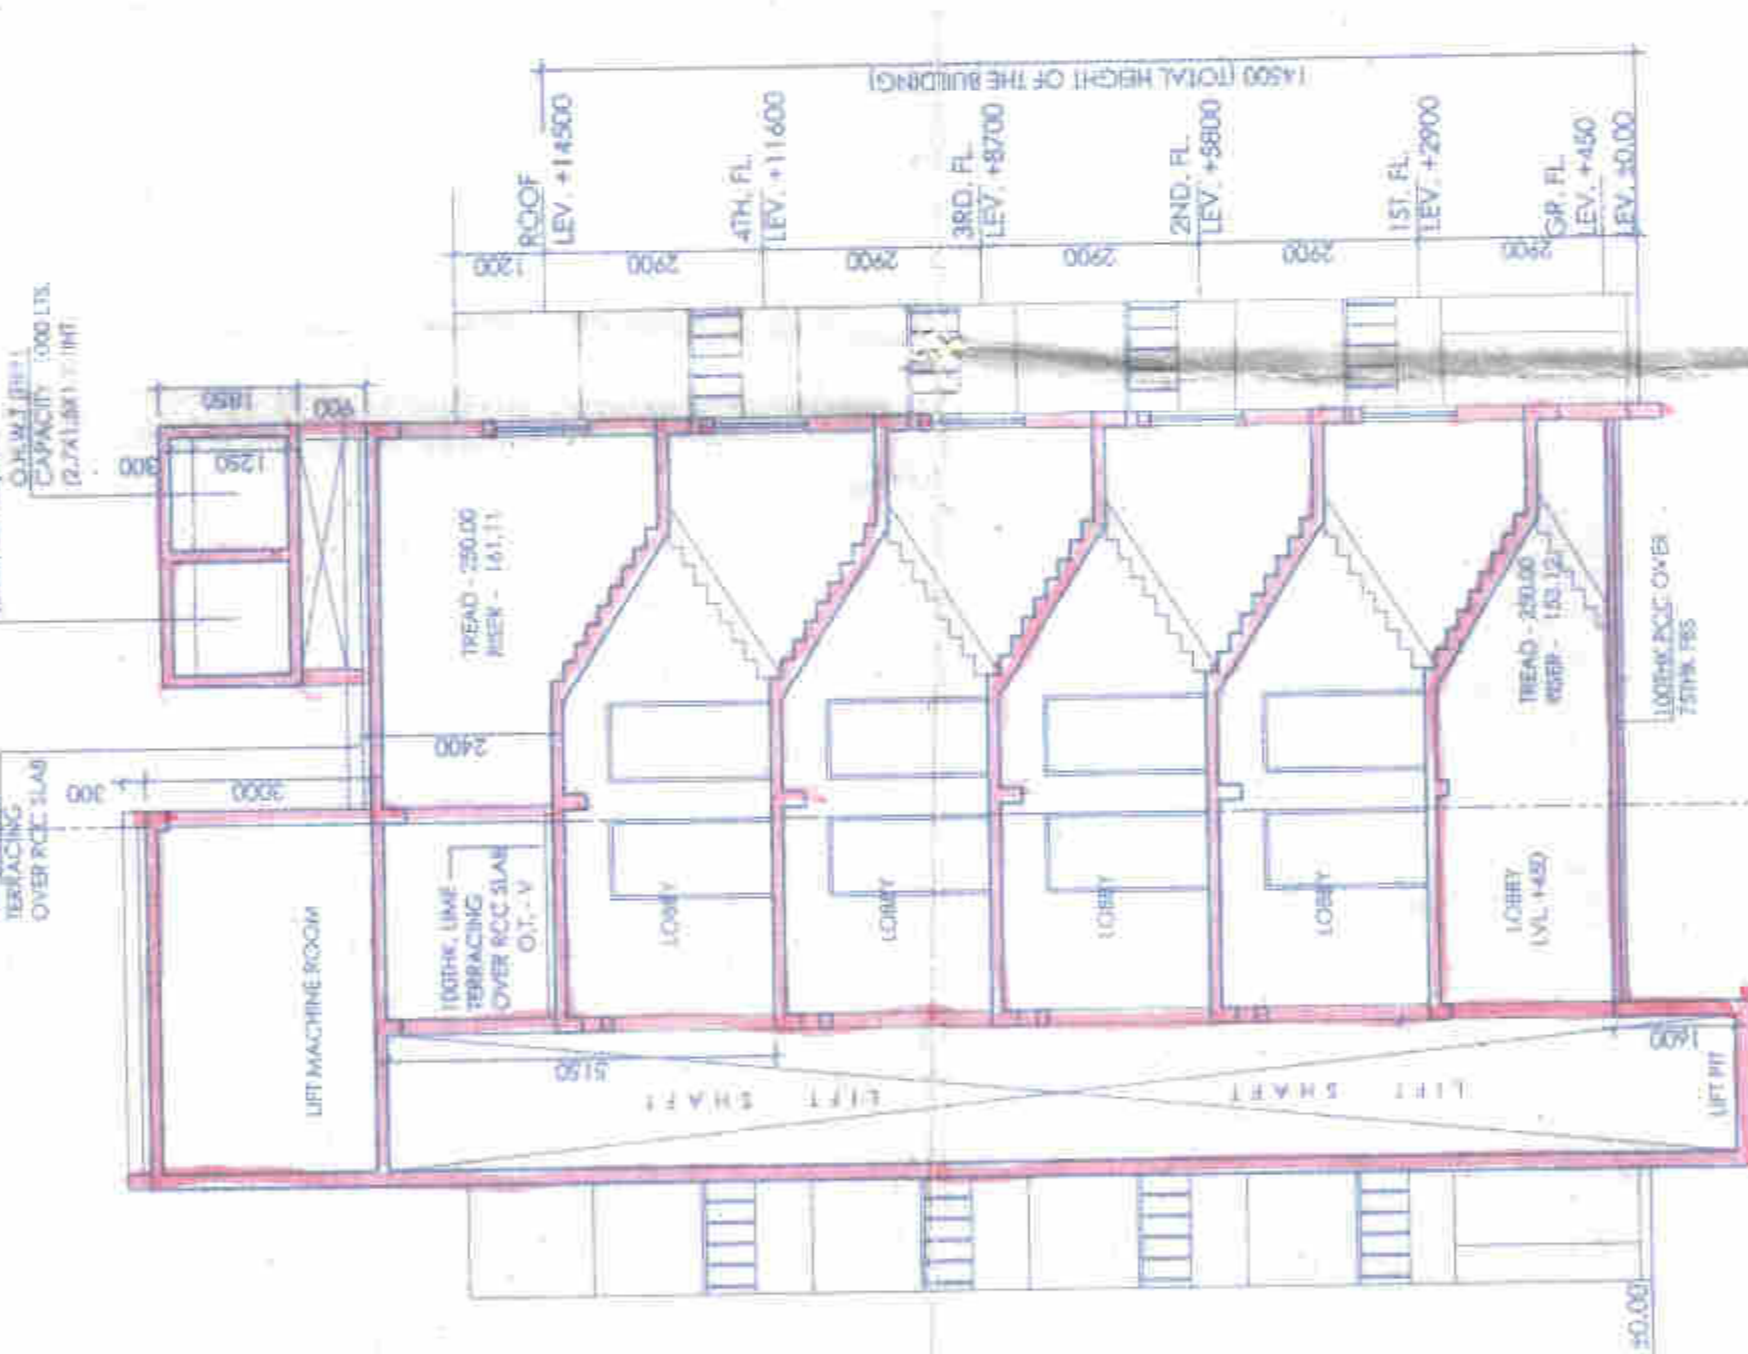 O.H.W.T
CAPACITY
1850
900
300
1250
TREAD - 250.00
RISER - 161.11
TERRACING
OVER RCC SLAB
300
3000
2400
LIFT MACHINE ROOM
100THK. LIME
TERRACING
OVER RCC SLAB
LOBBY
LOBBY
LOBBY
LOBBY
LOBBY
LVL. +450
TREAD - 250.00
RISER - 153.12
100THK.P.C.C. OVER
5150
LIFT SHAFT
LIFT SHAFT
1600
LIFT PIT
±0.00
14500 (TOTAL HEIGHT OF THE BUILDING)
ROOF
LEV. +14500
4TH. FL.
LEV. +11600
3RD. FL.
LEV. +8700
2ND. FL.
LEV. +5800
1ST. FL.
LEV. +2900
GR. FL.
LEV. +450
LEV. ±0.00
1200
2900
2900
2900
2900
2900